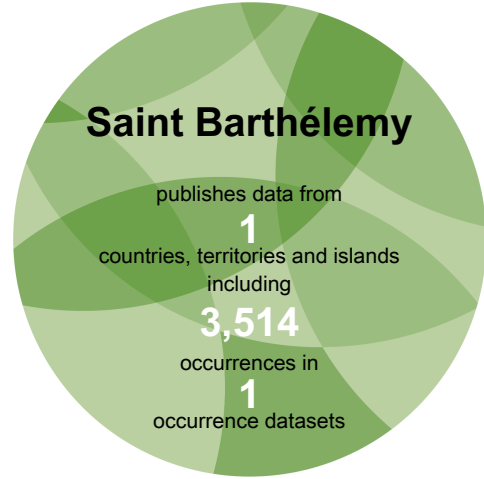 Saint Barthélemy
publishes data from
1
countries, territories and islands
including
3,514
occurrences in
1
occurrence datasets